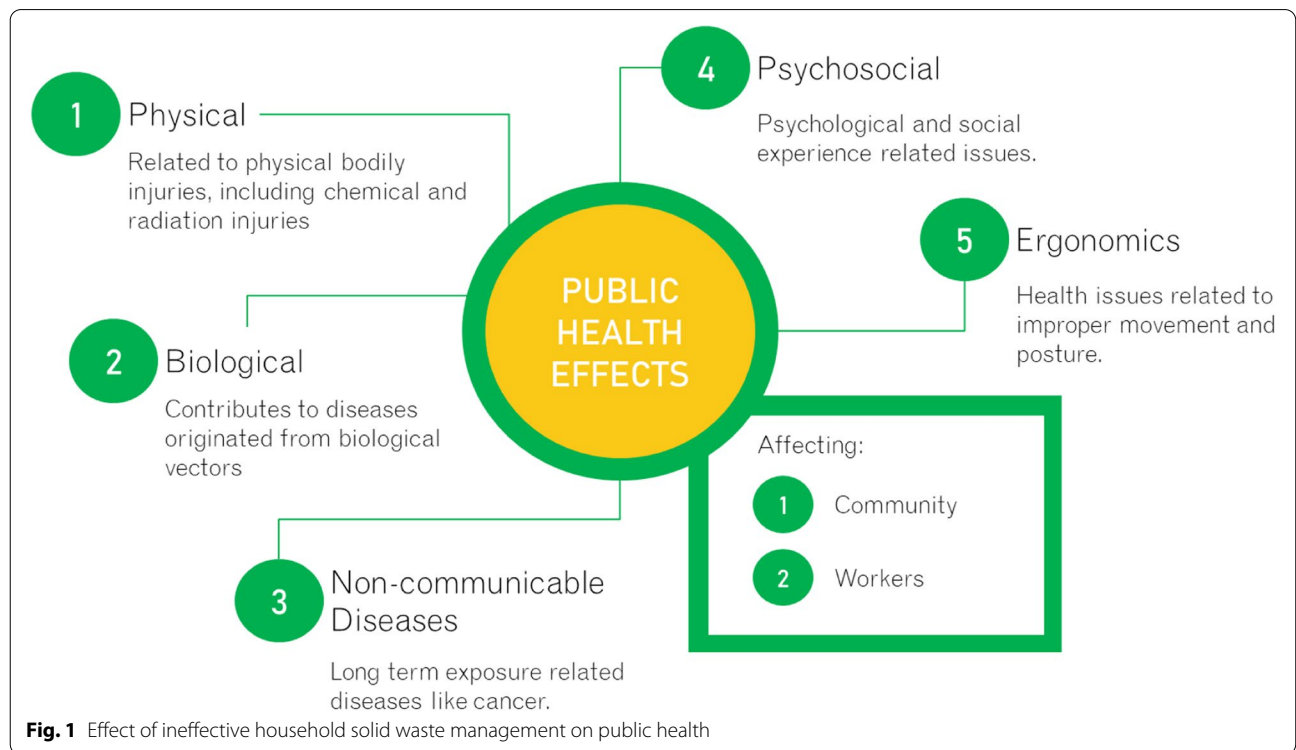 1
Physical
Related to physical bodily
injuries, including chemical and
radiation injuries
2
Biological
Contributes to diseases
originated from biological
vectors
3
Non-communicable
Diseases
Long term exposure related
diseases like cancer.
4
Psychosocial
Psychological and social
experience related issues.
5
Ergonomics
Health issues related to
improper movement and
posture.
PUBLIC
HEALTH
EFFECTS
Affecting:
1 Community
2 Workers
Fig. 1 Effect of ineffective household solid waste management on public health